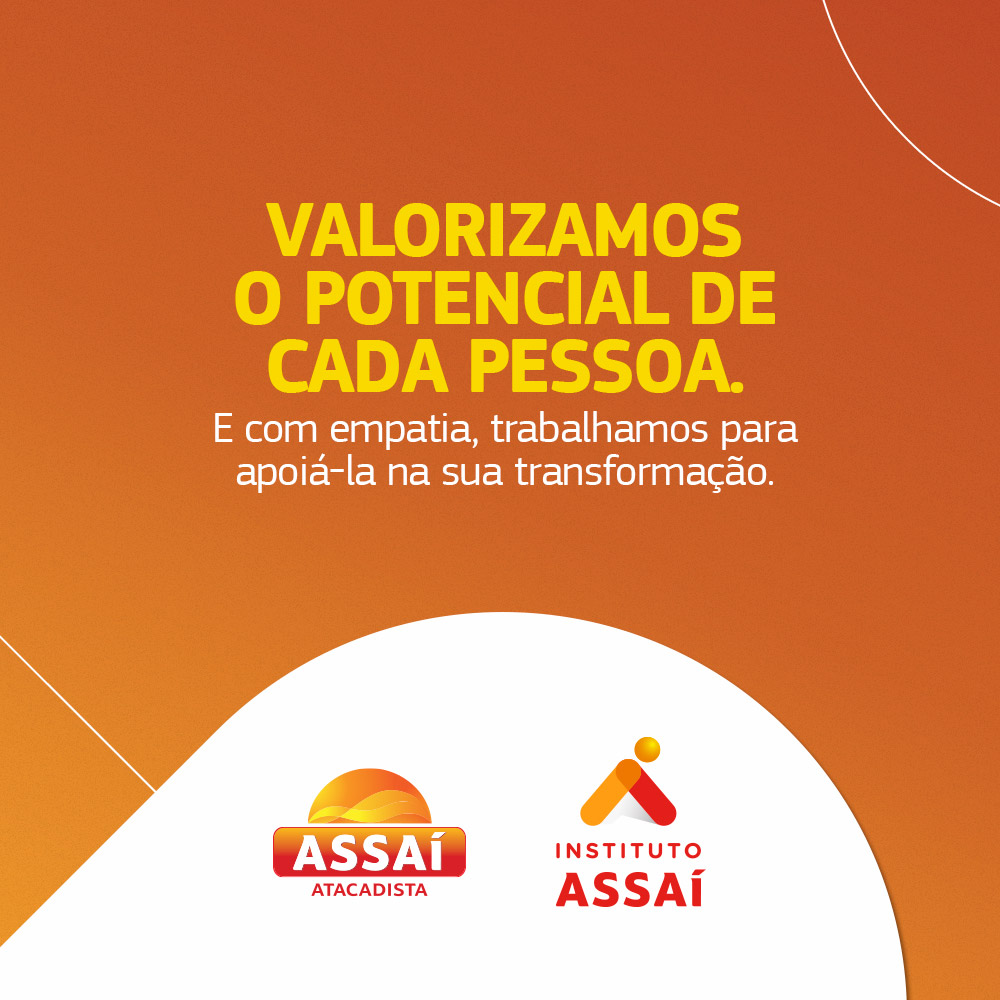 VALORIZAMOS
O POTENCIAL DE
CADA PESSOA.
E com empatia, trabalhamos para
apoiá-la na sua transformação.
ASSAÍ
ATACADISTA
INSTITUTO
ASSAÍ